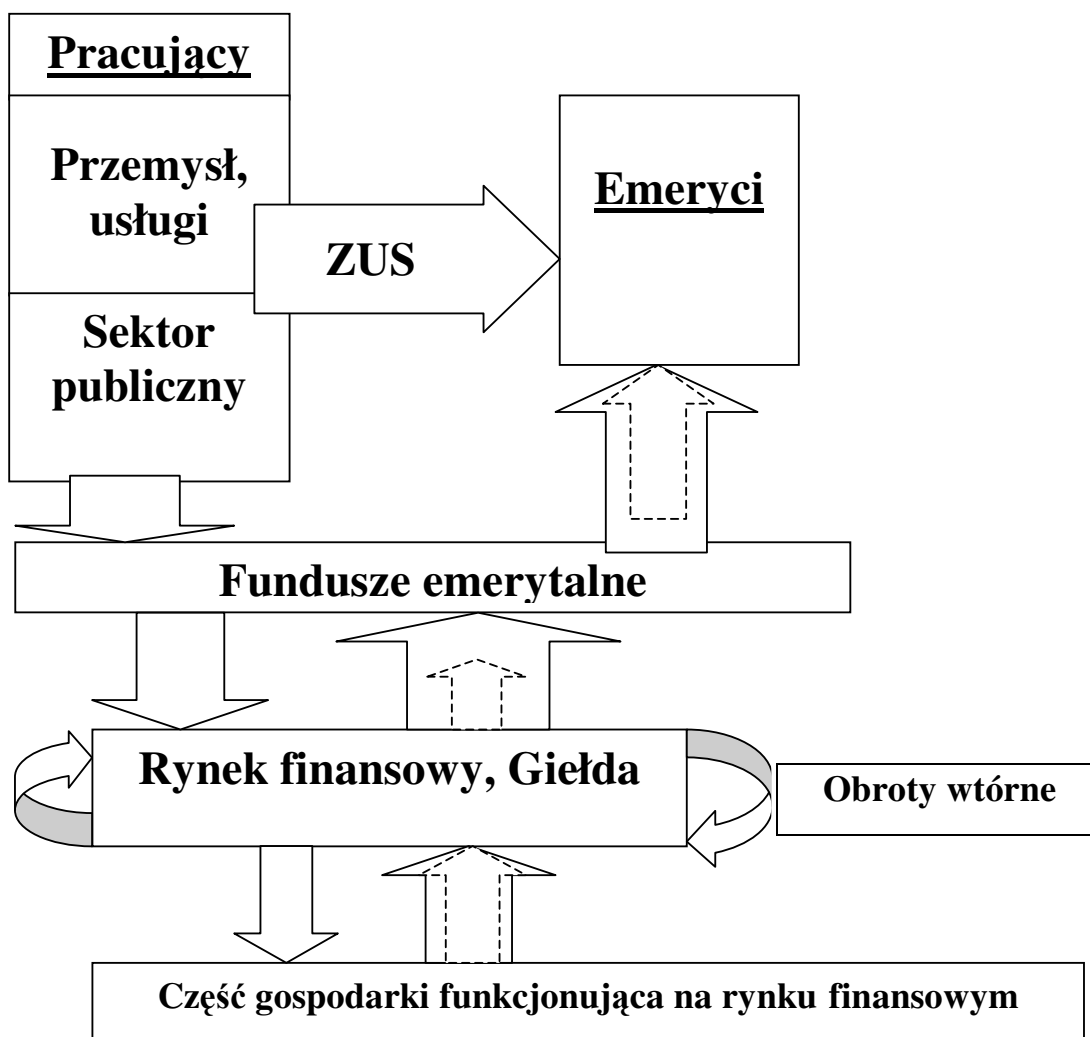 Pracujący
Przemysł,
usługi
ZUS
Emeryci
Sektor
publiczny
Fundusze emerytalne
Rynek finansowy, Giełda
Obroty wtórne
Część gospodarki funkcjonująca na rynku finansowym